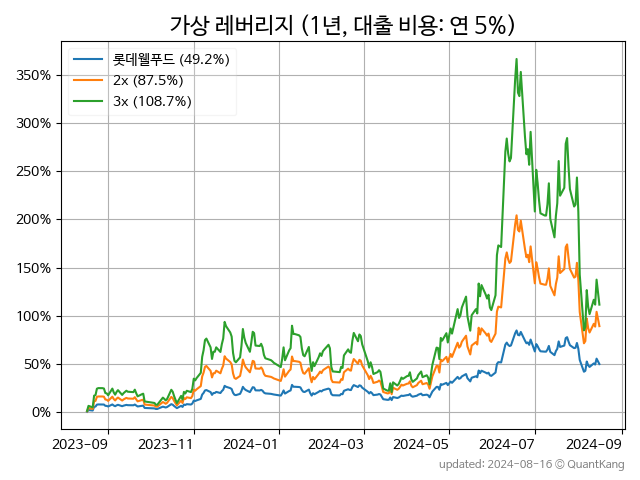 가상 레버리지 (1년, 대출 비용: 연 5%)
롯데웰푸드 (49.2%)
2x (87.5%)
3x (108.7%)
350%
300%
250%
200%
150%
100%
50%
0%
2023-09 2023-11 2024-01 2024-03 2024-05 2024-07 2024-09
updated: 2024-08-16 © QuantKang